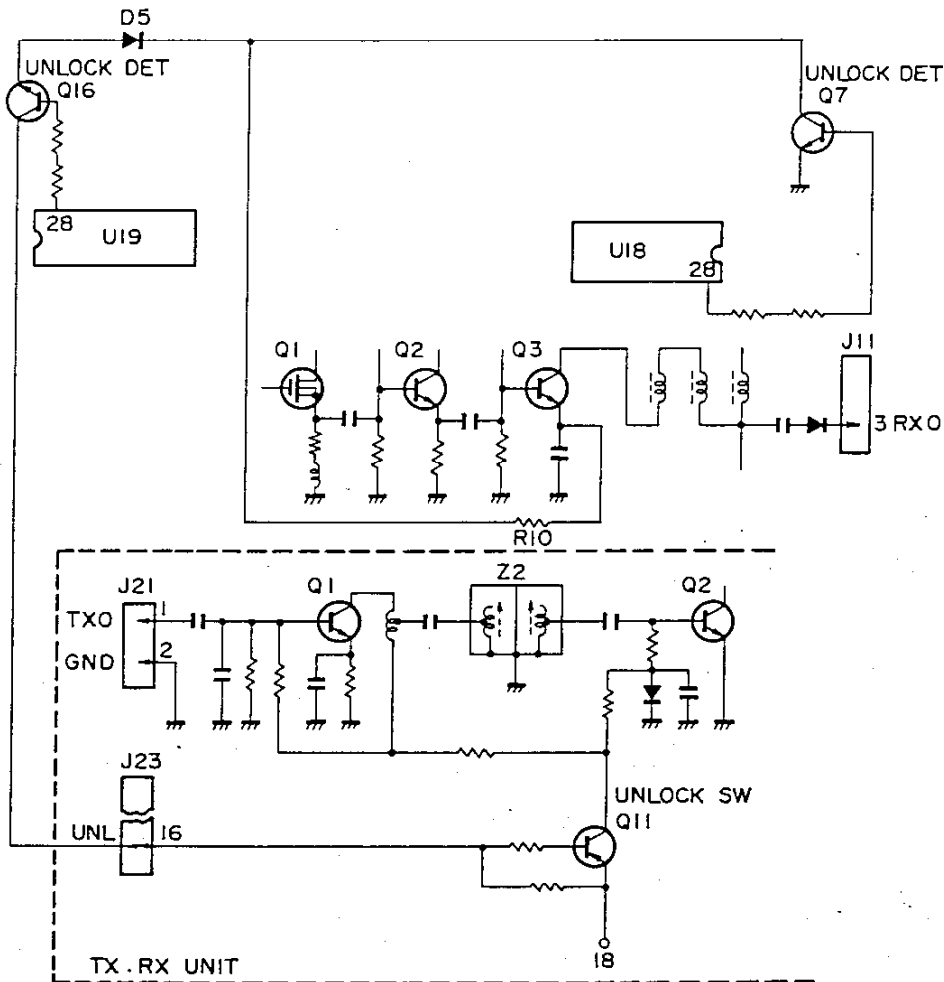 D5
UNLOCK DET
Q16
UNLOCK DET
Q7
28
U19
U18
28
Q1
Q2
Q3
J11
3 RXO
R10
J21
TXO
1
GND
2
Q1
Z2
Q2
J23
UNL
16
UNLOCK SW
Q11
18
TX.RX UNIT